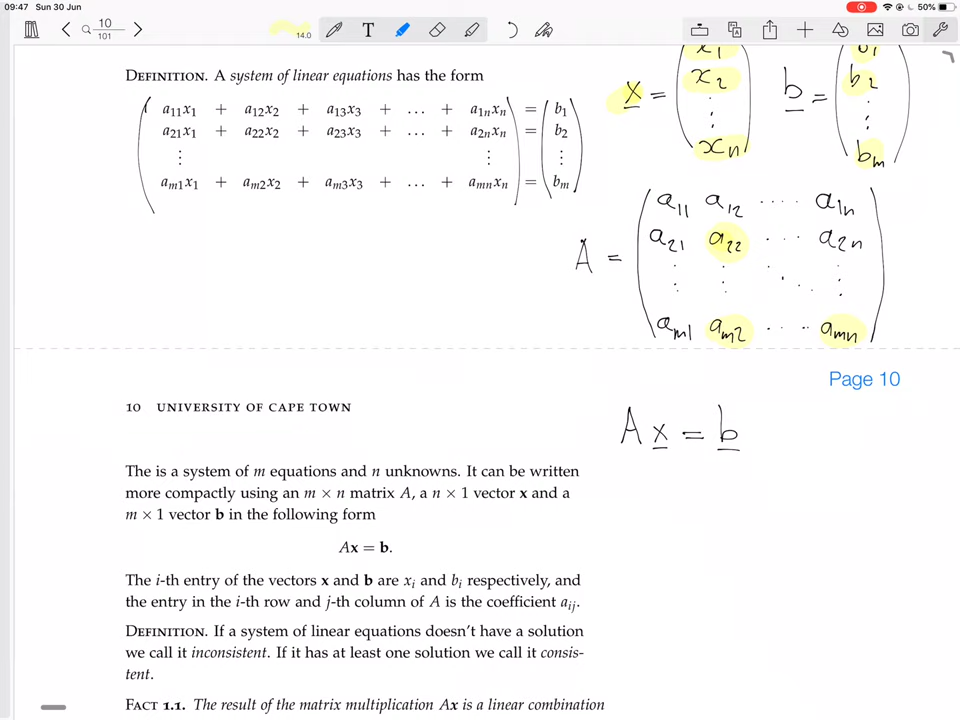 09:47 Sun 30 Jun 50%
10
101
14.0
T
DEFINITION. A system of linear equations has the form
a11x1 + a12x2 + a13x3 + ... + a1nxn = b1
a21x1 + a22x2 + a23x3 + ... + a2nxn = b2
⋮ ⋮ ⋮
am1x1 + am2x2 + am3x3 + ... + amnxn = bm
x1 b1
x = x2 b = b2
⋮ ⋮
xn bm
a11 a12 ···· a1n
a21 a22 ··· a2n
A =
⋮ ⋮ ⋱ ⋮
am1 am2 ···· amn
Page 10
10 UNIVERSITY OF CAPE TOWN
Ax = b
The is a system of m equations and n unknowns. It can be written
more compactly using an m × n matrix A, a n × 1 vector x and a
m × 1 vector b in the following form
Ax = b.
The i-th entry of the vectors x and b are xi and bi respectively, and
the entry in the i-th row and j-th column of A is the coefficient aij.
DEFINITION. If a system of linear equations doesn't have a solution
we call it inconsistent. If it has at least one solution we call it consis-
tent.
FACT 1.1. The result of the matrix multiplication Ax is a linear combination